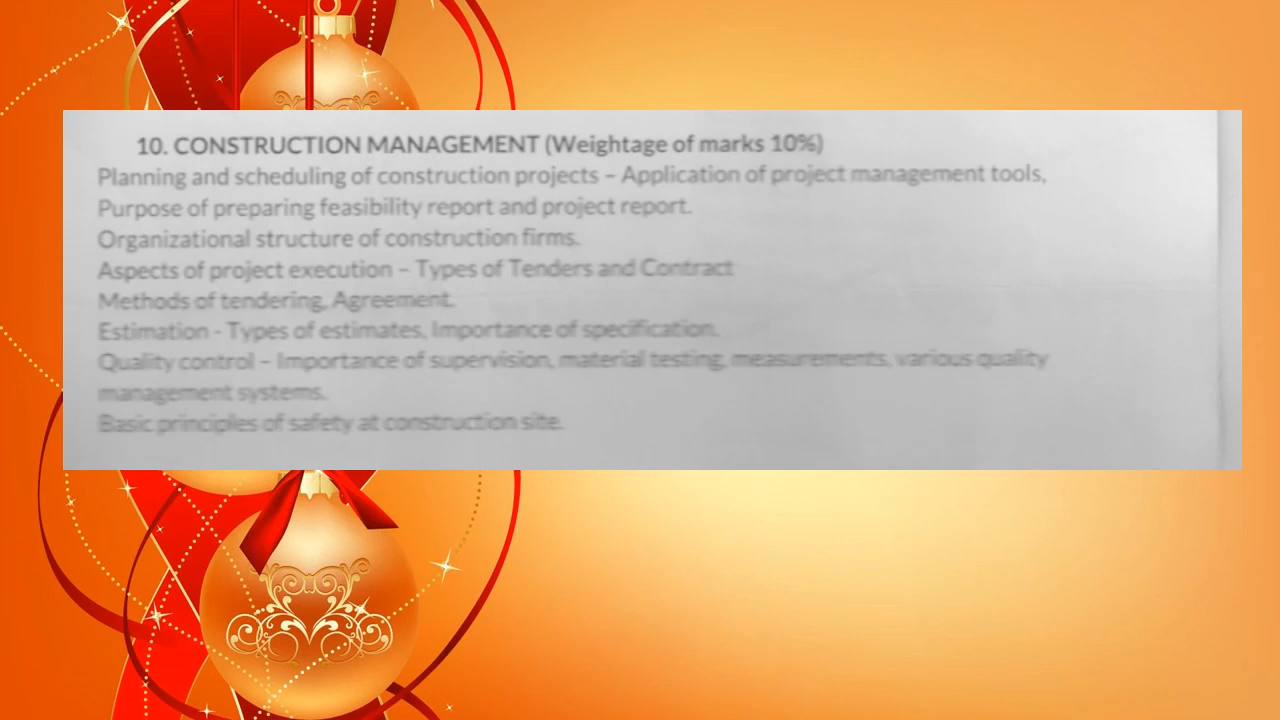 10. CONSTRUCTION MANAGEMENT (Weightage of marks 10%)
Planning and scheduling of construction projects – Application of project management tools,
Purpose of preparing feasibility report and project report.
Organizational structure of construction firms.
Aspects of project execution – Types of Tenders and Contract
Methods of tendering, Agreement.
Estimation - Types of estimates, Importance of specification.
Quality control – Importance of supervision, material testing, measurements, various quality
management systems.
Basic principles of safety at construction site.